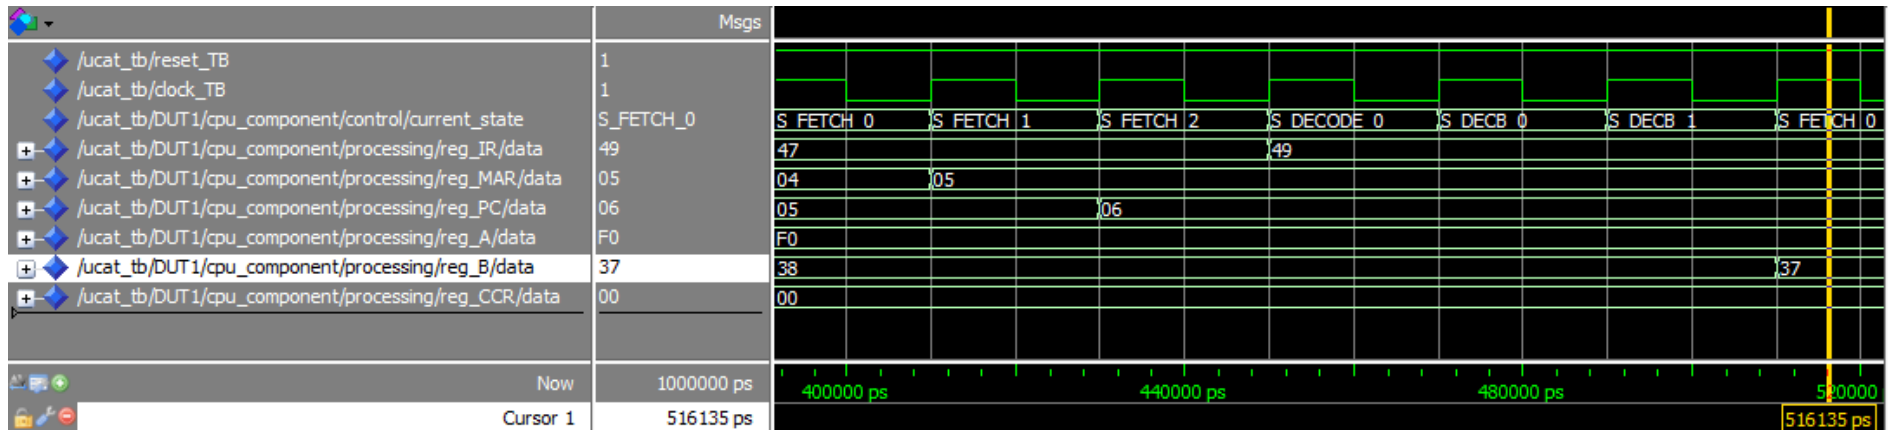 Msgs
/ucat_tb/reset_TB 1
/ucat_tb/clock_TB 1
/ucat_tb/DUT1/cpu_component/control/current_state S_FETCH_0 S_FETCH_0 S_FETCH_1 S_FETCH_2 S_DECODE_0 S_DECB_0 S_DECB_1 S_FETCH_0
/ucat_tb/DUT1/cpu_component/processing/reg_IR/data 49 47 49
/ucat_tb/DUT1/cpu_component/processing/reg_MAR/data 05 04 05
/ucat_tb/DUT1/cpu_component/processing/reg_PC/data 06 05 06
/ucat_tb/DUT1/cpu_component/processing/reg_A/data F0 F0
/ucat_tb/DUT1/cpu_component/processing/reg_B/data 37 38 37
/ucat_tb/DUT1/cpu_component/processing/reg_CCR/data 00 00
Now 1000000 ps 400000 ps 440000 ps 480000 ps 520000
Cursor 1 516135 ps 516135 ps